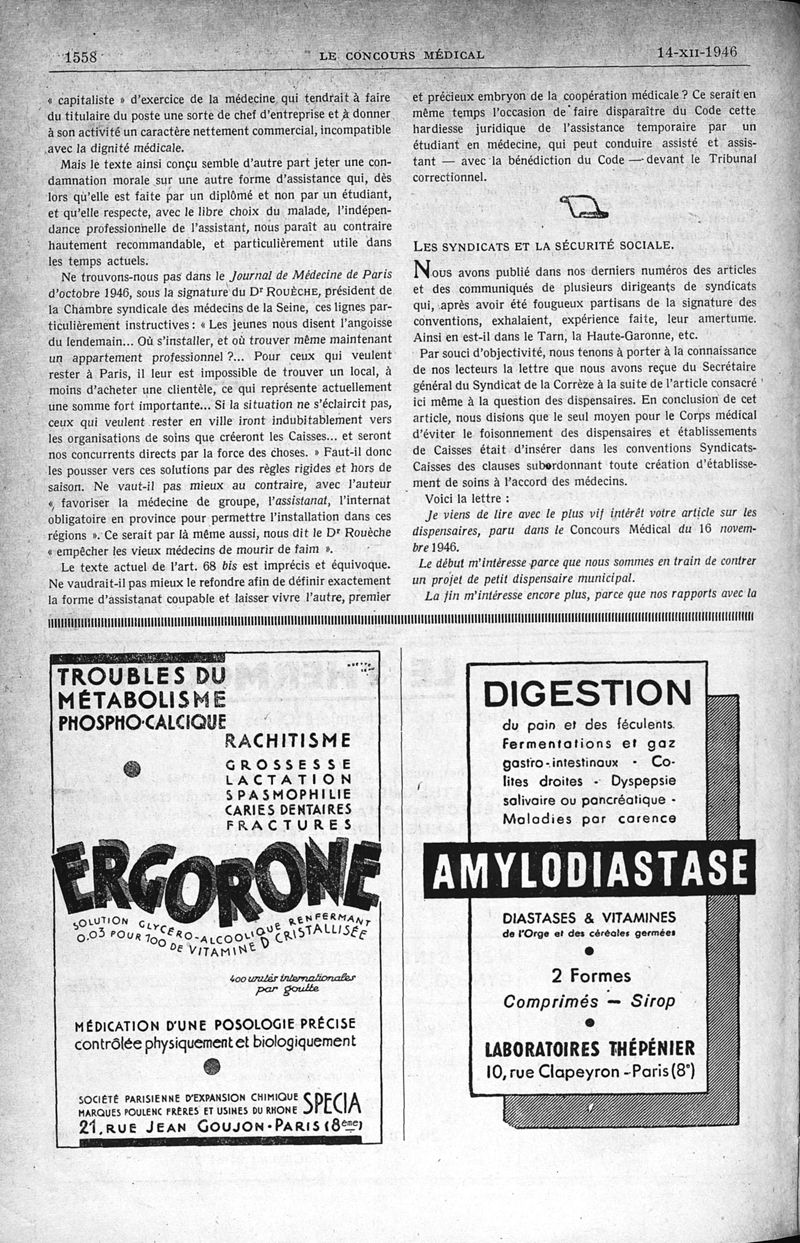 1558
LE CONCOURS MÉDICAL
14-XII-1946
« capitaliste » d'exercice de la médecine qui tendrait à faire
du titulaire du poste une sorte de chef d'entreprise et à donner
à son activité un caractère nettement commercial, incompatible
avec la dignité médicale.
Mais le texte ainsi conçu semble d'autre part jeter une con-
damnation morale sur une autre forme d'assistance qui, dès
lors qu'elle est faite par un diplômé et non par un étudiant,
et qu'elle respecte, avec le libre choix du malade, l'indépen-
dance professionnelle de l'assistant, nous paraît au contraire
hautement recommandable, et particulièrement utile dans
les temps actuels.
Ne trouvons-nous pas dans le Journal de Médecine de Paris
d'octobre 1946, sous la signature du Dr ROUÈCHE, président de
la Chambre syndicale des médecins de la Seine, ces lignes par-
ticulièrement instructives : « Les jeunes nous disent l'angoisse
du lendemain... Où s'installer, et où trouver même maintenant
un appartement professionnel ?... Pour ceux qui veulent
rester à Paris, il leur est impossible de trouver un local, à
moins d'acheter une clientèle, ce qui représente actuellement
une somme fort importante... Si la situation ne s'éclaircit pas,
ceux qui veulent rester en ville iront indubitablement vers
les organisations de soins que créeront les Caisses... et seront
nos concurrents directs par la force des choses. » Faut-il donc
les pousser vers ces solutions par des règles rigides et hors de
saison. Ne vaut-il pas mieux au contraire, avec l'auteur
« favoriser la médecine de groupe, l'assistanat, l'internat
obligatoire en province pour permettre l'installation dans ces
régions ». Ce serait par là même aussi, nous dit le Dr Rouèche
« empêcher les vieux médecins de mourir de faim ».
Le texte actuel de l'art. 68 bis est imprécis et équivoque.
Ne vaudrait-il pas mieux le refondre afin de définir exactement
la forme d'assistanat coupable et laisser vivre l'autre, premier
et précieux embryon de la coopération médicale ? Ce serait en
même temps l'occasion de faire disparaître du Code cette
hardiesse juridique de l'assistance temporaire par un
étudiant en médecine, qui peut conduire assisté et assis-
tant — avec la bénédiction du Code — devant le Tribunal
correctionnel.
LES SYNDICATS ET LA SÉCURITÉ SOCIALE.
Nous avons publié dans nos derniers numéros des articles
et des communiqués de plusieurs dirigeants de syndicats
qui, après avoir été fougueux partisans de la signature des
conventions, exhalaient, expérience faite, leur amertume.
Ainsi en est-il dans le Tarn, la Haute-Garonne, etc.
Par souci d'objectivité, nous tenons à porter à la connaissance
de nos lecteurs la lettre que nous avons reçue du Secrétaire
général du Syndicat de la Corrèze à la suite de l'article consacré
ici même à la question des dispensaires. En conclusion de cet
article, nous disions que le seul moyen pour le Corps médical
d'éviter le foisonnement des dispensaires et établissements
de Caisses était d'insérer dans les conventions Syndicats-
Caisses des clauses subordonnant toute création d'établisse-
ment de soins à l'accord des médecins.
Voici la lettre :
Je viens de lire avec le plus vif intérêt votre article sur les
dispensaires, paru dans le Concours Médical du 16 novem-
bre 1946.
Le début m'intéresse parce que nous sommes en train de contrer
un projet de petit dispensaire municipal.
La fin m'intéresse encore plus, parce que nos rapports avec la
TROUBLES DU
MÉTABOLISME
PHOSPHO-CALCIQUE
RACHITISME
GROSSESSE
LACTATION
SPASMOPHILIE
CARIES DENTAIRES
FRACTURES
ERGORONE
SOLUTION GLYCÉRO-ALCOOLIQUE RENFERMANT
0.03 POUR 100 DE VITAMINE D CRISTALLISÉE
400 unités internationales
par goutte
MÉDICATION D'UNE POSOLOGIE PRÉCISE
contrôlée physiquement et biologiquement
SOCIÉTÉ PARISIENNE D'EXPANSION CHIMIQUE SPECIA
MARQUES POULENC FRÈRES ET USINES DU RHONE
21, RUE JEAN GOUJON • PARIS (8ème)
DIGESTION
du pain et des féculents.
Fermentations et gaz
gastro-intestinaux - Co-
lites droites - Dyspepsie
salivaire ou pancréatique -
Maladies par carence
AMYLODIASTASE
DIASTASES & VITAMINES
de l'Orge et des céréales germées
2 Formes
Comprimés — Sirop
LABORATOIRES THÉPÉNIER
10, rue Clapeyron - Paris (8e)